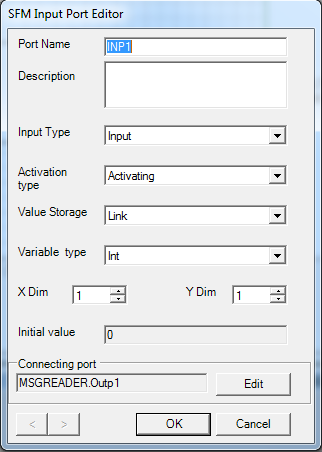 SFM Input Port Editor
Port Name INP1
Description
Input Type Input
Activation type Activating
Value Storage Link
Variable type Int
X Dim 1 Y Dim 1
Initial value 0
Connecting port
MSGREADER.Outp1 Edit
< > OK Cancel